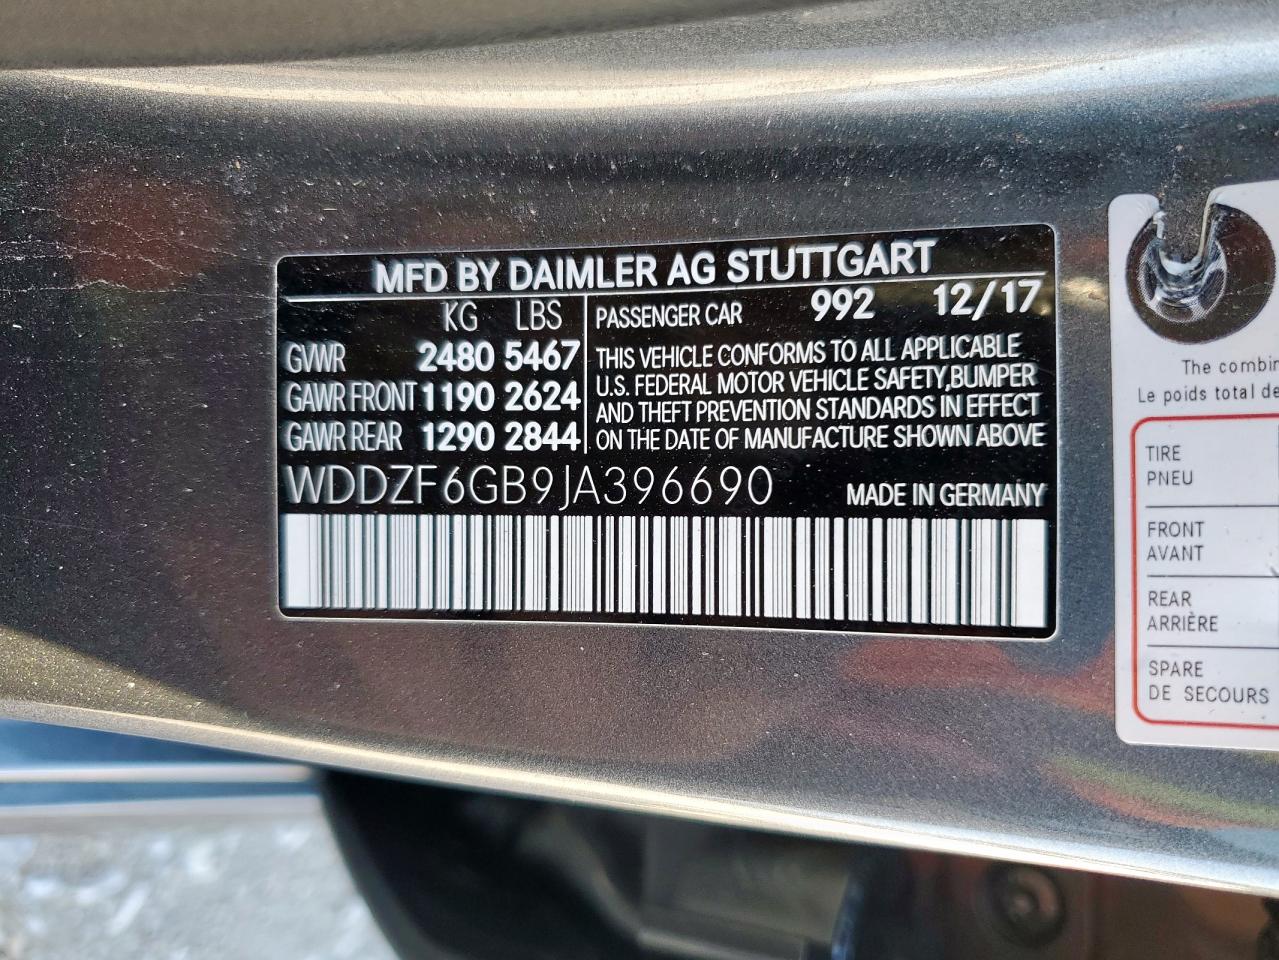 MFD BY DAIMLER AG STUTTGART
KG LBS
GVWR 2480 5467
GAWR FRONT 1190 2624
GAWR REAR 1290 2844
PASSENGER CAR 992 12/17
THIS VEHICLE CONFORMS TO ALL APPLICABLE
U.S. FEDERAL MOTOR VEHICLE SAFETY,BUMPER
AND THEFT PREVENTION STANDARDS IN EFFECT
ON THE DATE OF MANUFACTURE SHOWN ABOVE
WDDZF6GB9JA396690
MADE IN GERMANY
The combin
Le poids total de
TIRE
PNEU
FRONT
AVANT
REAR
ARRIÈRE
SPARE
DE SECOURS